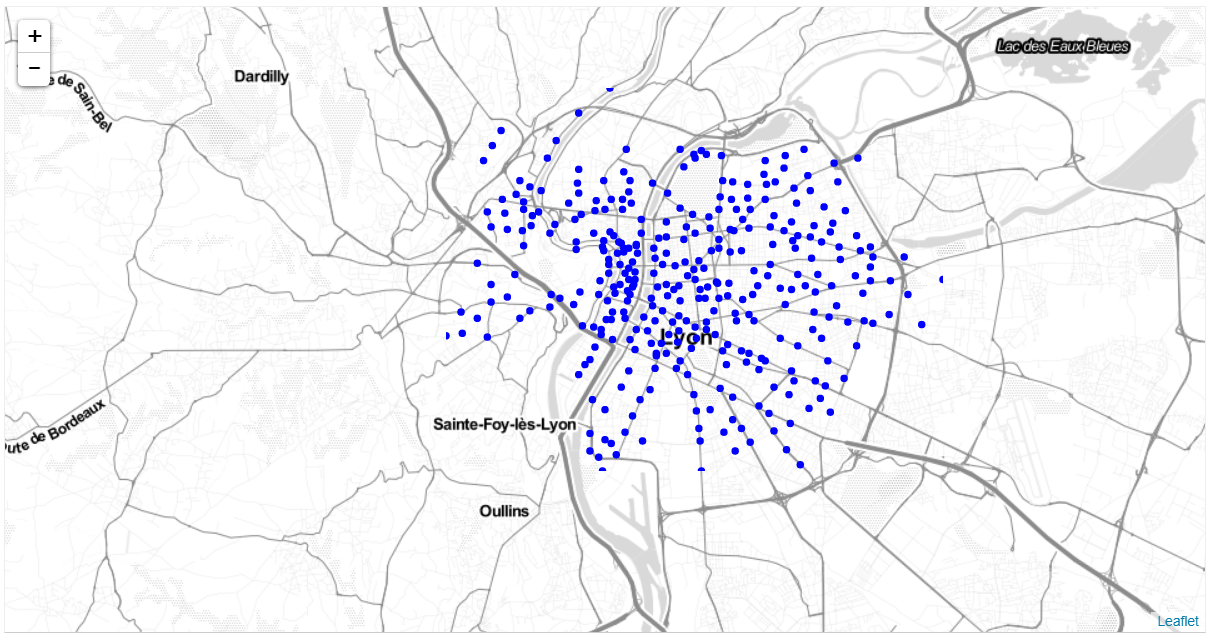 +
−
Dardilly
Lac des Eaux Bleues
e de Sain-Bel
Lyon
ute de Bordeaux
Sainte-Foy-lès-Lyon
Oullins
Leaflet